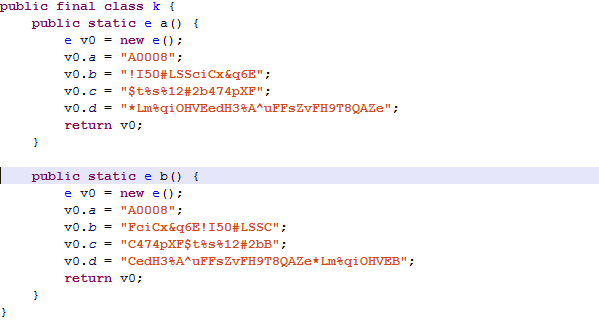 public final class k {
    public static e a() {
        e v0 = new e();
        v0.a = "A0008";
        v0.b = "!I50#LSSciCx&q6E";
        v0.c = "$t%s%12#2b474pXF";
        v0.d = "*Lm%qiOHVEedH3%A^uFFsZvFH9T8QAZe";
        return v0;
    }

    public static e b() {
        e v0 = new e();
        v0.a = "A0008";
        v0.b = "FciCx&q6E!I50#LSSC";
        v0.c = "C474pXF$t%s%12#2bB";
        v0.d = "CedH3%A^uFFsZvFH9T8QAZe*Lm%qiOHVEB";
        return v0;
    }
}